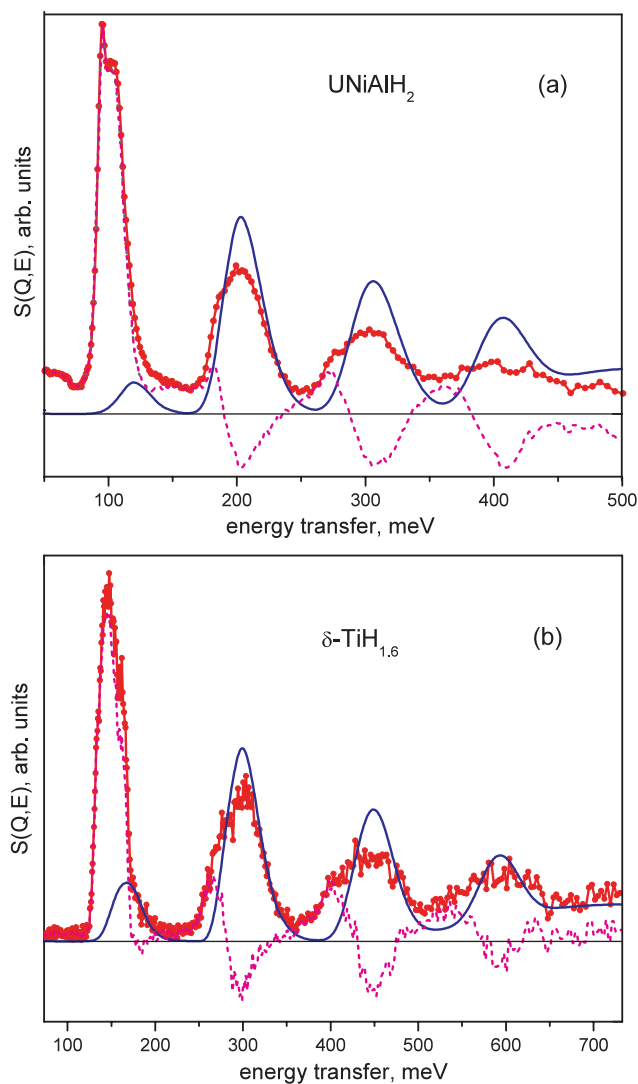 UNiAlH₂
(a)
S(Q,E), arb. units
100 200 300 400 500
energy transfer, meV
δ-TiH₁.₆
(b)
S(Q,E), arb. units
100 200 300 400 500 600 700
energy transfer, meV